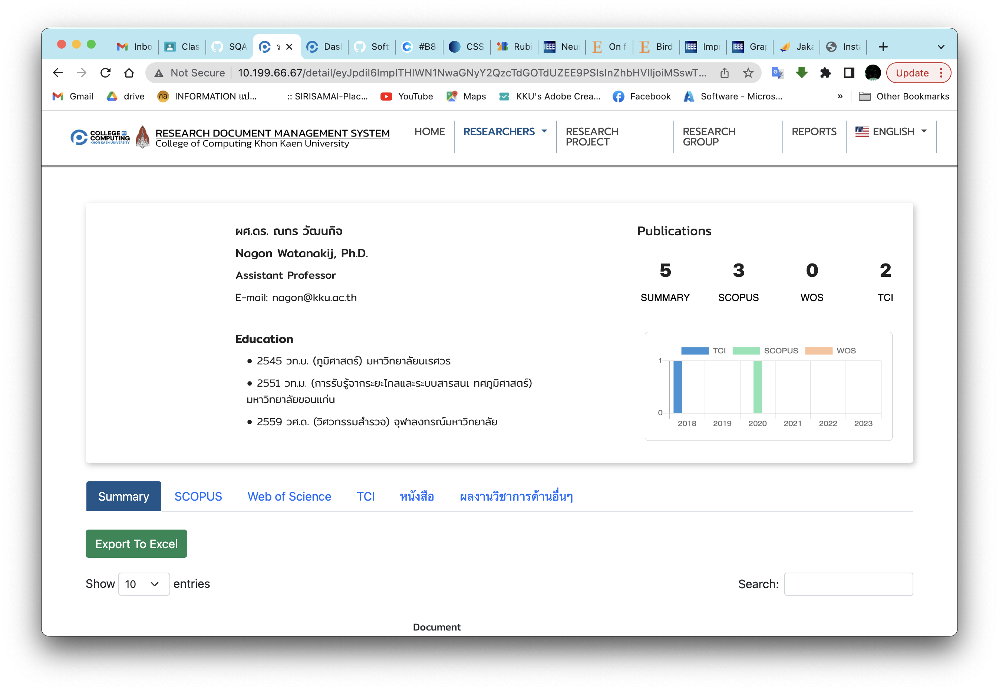 Inbo Clas SQA ร Dash Soft #B8 CSS Rubi Neu On f Bird Imp Grap Jaka Insta
Not Secure 10.199.66.67/detail/eyJpdiI6ImplTHlWN1NwaGNyY2QzcTdGOTdUZEE9PSIsInZhbHVlIjoiMSswT... Update
Gmail drive INFORMATION แป... :: SIRISAMAI-Plac... YouTube Maps KKU's Adobe Crea... Facebook Software - Micros... » Other Bookmarks
COLLEGE OF
COMPUTING
KHON KAEN UNIVERSITY
RESEARCH DOCUMENT MANAGEMENT SYSTEM
College of Computing Khon Kaen University
HOME
RESEARCHERS
RESEARCH
PROJECT
RESEARCH
GROUP
REPORTS
ENGLISH
ผศ.ดร. ณกร วัฒนกิจ
Nagon Watanakij, Ph.D.
Assistant Professor
E-mail: nagon@kku.ac.th
Education
• 2545 วท.บ. (ภูมิศาสตร์) มหาวิทยาลัยนเรศวร
• 2551 วท.ม. (การรับรู้จากระยะไกลและระบบสารสนเ ทศภูมิศาสตร์)
มหาวิทยาลัยขอนแก่น
• 2559 วศ.ด. (วิศวกรรมสำรวจ) จุฬาลงกรณ์มหาวิทยาลัย
Publications
5 3 0 2
SUMMARY SCOPUS WOS TCI
TCI SCOPUS WOS
1
0
2018 2019 2020 2021 2022 2023
Summary SCOPUS Web of Science TCI หนังสือ ผลงานวิชาการด้านอื่นๆ
Export To Excel
Show 10 entries Search:
Document